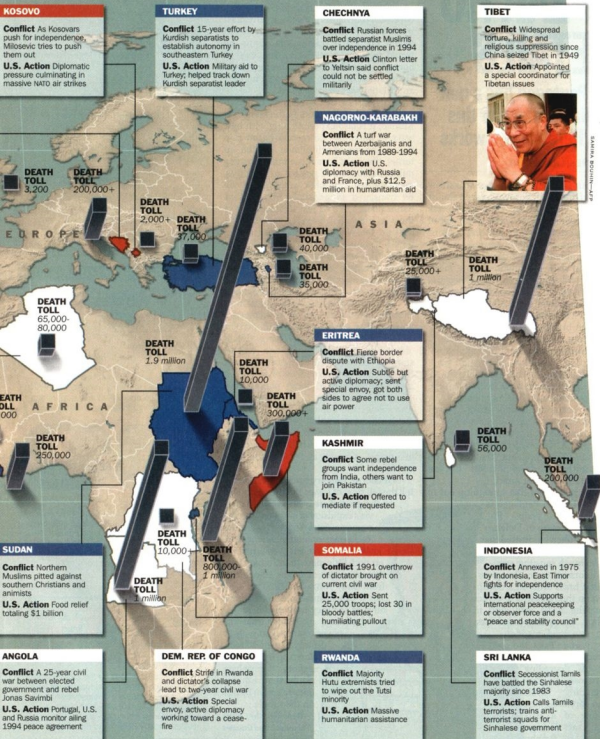 KOSOVO
Conflict As Kosovars
push for independence,
Milosevic tries to push
them out
U.S. Action Diplomatic
pressure culminating in
massive NATO air strikes
TURKEY
Conflict 15-year effort by
Kurdish separatists to
establish autonomy in
southeastern Turkey
U.S. Action Military aid to
Turkey; helped track down
Kurdish separatist leader
CHECHNYA
Conflict Russian forces
battled separatist Muslims
over independence in 1994
U.S. Action Clinton letter
to Yeltsin said conflict
could not be settled
militarily
TIBET
Conflict Widespread
torture, killing and
religious suppression since
China seized Tibet in 1949
U.S. Action Appointed
a special coordinator for
Tibetan issues
NAGORNO-KARABAKH
Conflict A turf war
between Azerbaijanis and
Armenians from 1989-1994
U.S. Action U.S.
diplomacy with Russia
and France, plus $12.5
million in humanitarian aid
DEATH
TOLL
3,200
DEATH
TOLL
200,000+
DEATH
TOLL
2,000+
DEATH
TOLL
37,000
EUROPE
ASIA
DEATH
TOLL
40,000
DEATH
TOLL
35,000
DEATH
TOLL
25,000+
DEATH
TOLL
1 million
DEATH
TOLL
65,000-
80,000
DEATH
TOLL
1.9 million
DEATH
TOLL
10,000
DEATH
TOLL
300,000+
ERITREA
Conflict Fierce border
dispute with Ethiopia
U.S. Action Subtle but
active diplomacy; sent
special envoy, got both
sides to agree not to use
air power
AFRICA
DEATH
TOLL
250,000
KASHMIR
Conflict Some rebel
groups want independence
from India, others want to
join Pakistan
U.S. Action Offered to
mediate if requested
DEATH
TOLL
56,000
DEATH
TOLL
200,000
DEATH
TOLL
10,000+
DEATH
TOLL
800,000-
1 million
DEATH
TOLL
1 million
SUDAN
Conflict Northern
Muslims pitted against
southern Christians and
animists
U.S. Action Food relief
totaling $1 billion
SOMALIA
Conflict 1991 overthrow
of dictator brought on
current civil war
U.S. Action Sent
25,000 troops; lost 30 in
bloody battles;
humiliating pullout
INDONESIA
Conflict Annexed in 1975
by Indonesia, East Timor
fights for independence
U.S. Action Supports
international peacekeeping
or observer force and a
"peace and stability council"
ANGOLA
Conflict A 25-year civil
war between elected
government and rebel
Jonas Savimbi
U.S. Action Portugal, U.S.
and Russia monitor ailing
1994 peace agreement
DEM. REP. OF CONGO
Conflict Strife in Rwanda
and dictator's collapse
lead to two-year civil war
U.S. Action Special
envoy, active diplomacy
working toward a cease-
fire
RWANDA
Conflict Majority
Hutu extremists tried
to wipe out the Tutsi
minority
U.S. Action Massive
humanitarian assistance
SRI LANKA
Conflict Secessionist Tamils
have battled the Sinhalese
majority since 1983
U.S. Action Calls Tamils
terrorists; trains anti-
terrorist squads for
Sinhalese government